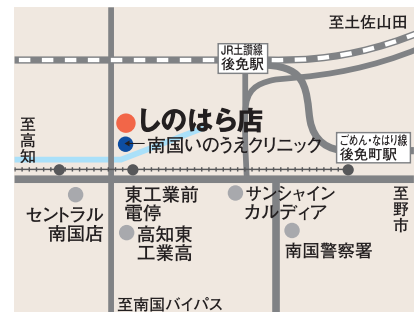 至土佐山田
JR土讃線
後免駅
しのはら店
至高知
南国いのうえクリニック
ごめん・なはり線
後免町駅
セントラル
南国店
東工業前
電停
サンシャイン
カルディア
至野市
高知東
工業高
南国警察署
至南国バイパス